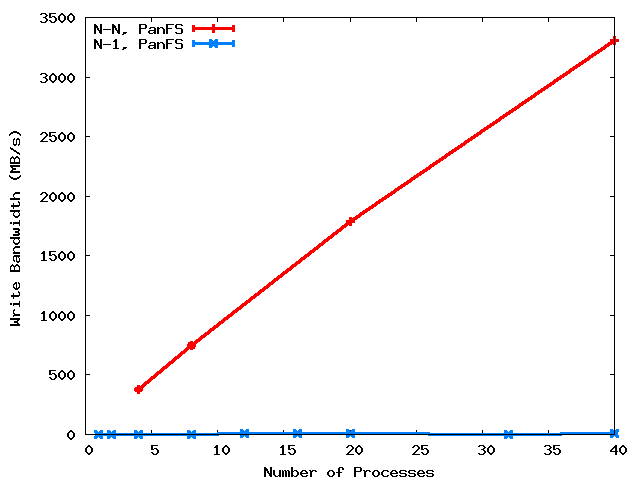 3500
3000
2500
2000
1500
1000
500
0
N-N, PanFS
N-1, PanFS
Write Bandwidth (MB/s)
0 5 10 15 20 25 30 35 40
Number of Processes